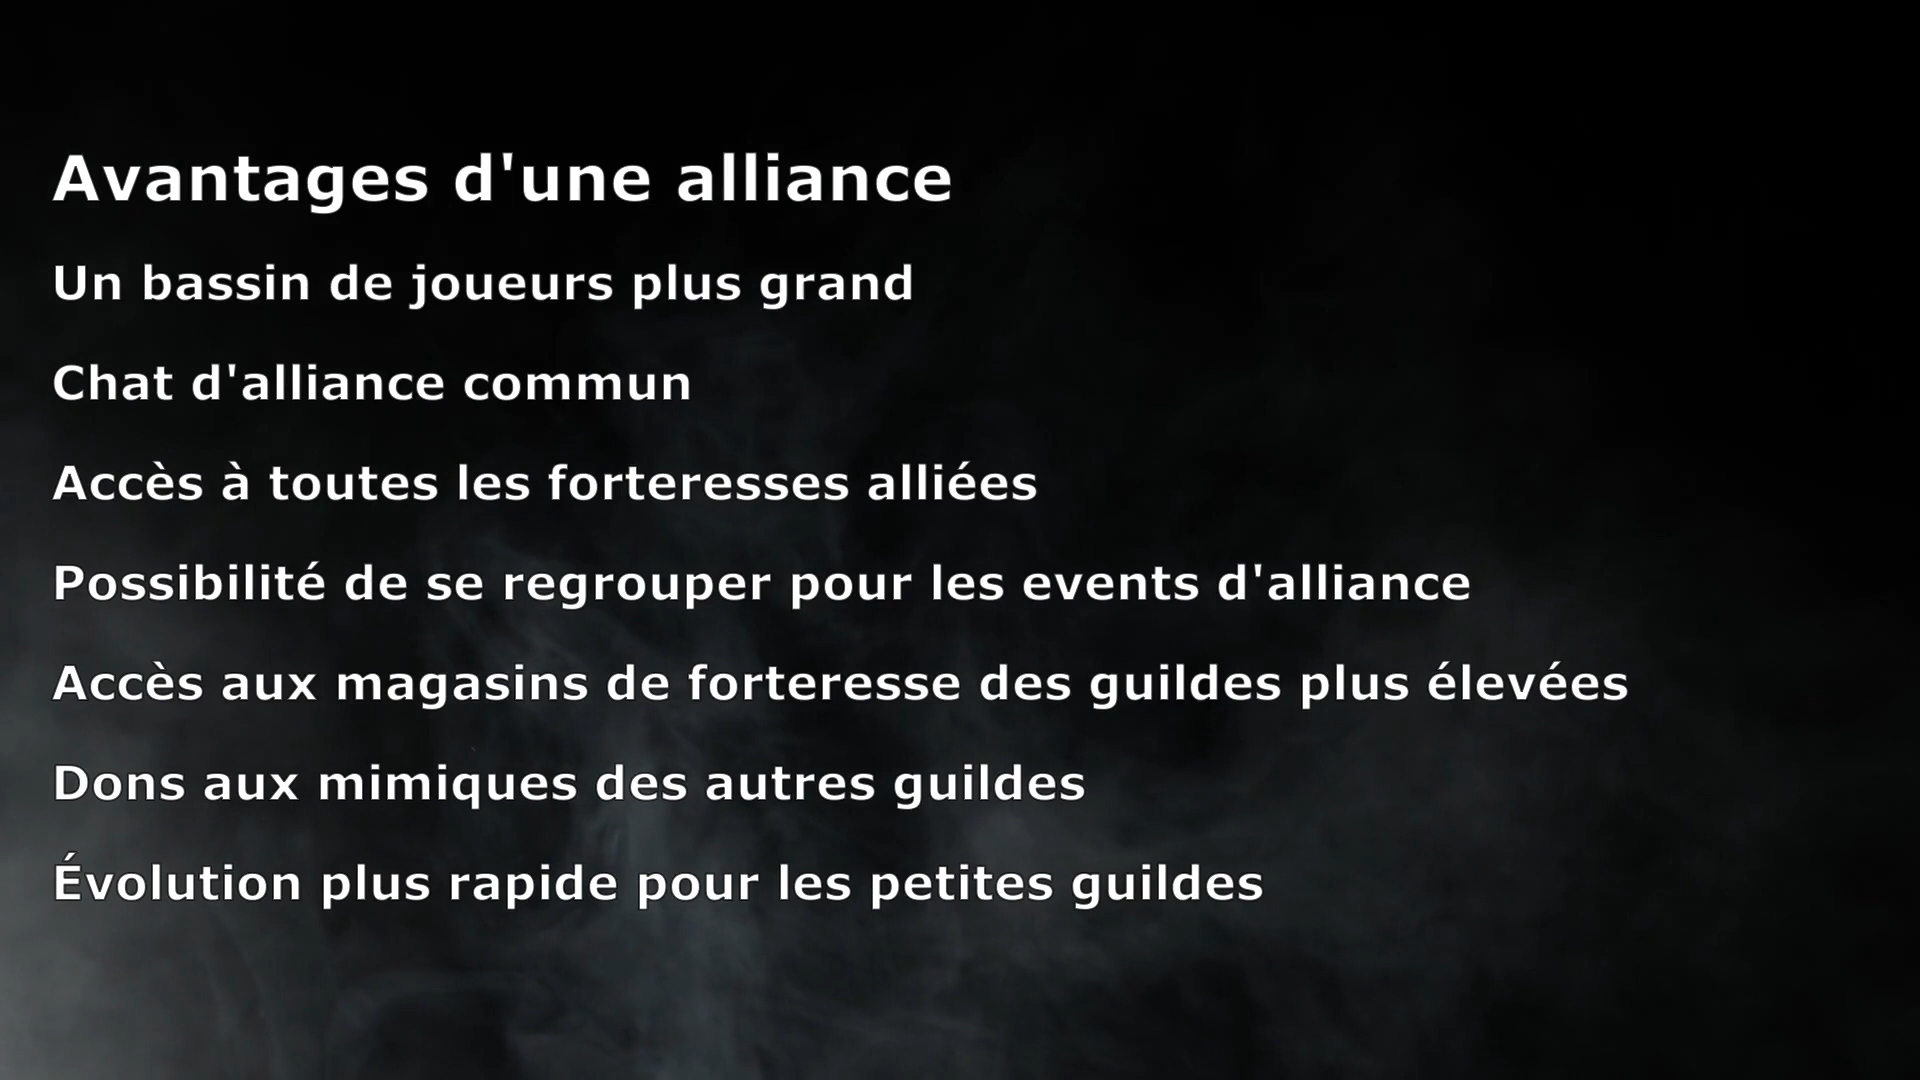 Avantages d'une alliance
Un bassin de joueurs plus grand
Chat d'alliance commun
Accès à toutes les forteresses alliées
Possibilité de se regrouper pour les events d'alliance
Accès aux magasins de forteresse des guildes plus élevées
Dons aux mimiques des autres guildes
Évolution plus rapide pour les petites guildes